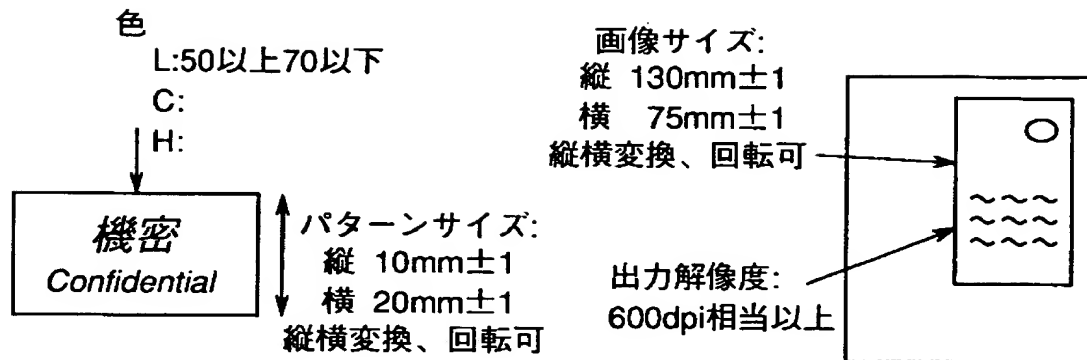 色
L:50以上70以下
C:
H:
機密
Confidential
パターンサイズ:
縦 10mm±1
横 20mm±1
縦横変換、回転可
画像サイズ:
縦 130mm±1
横 75mm±1
縦横変換、回転可
出力解像度:
600dpi相当以上